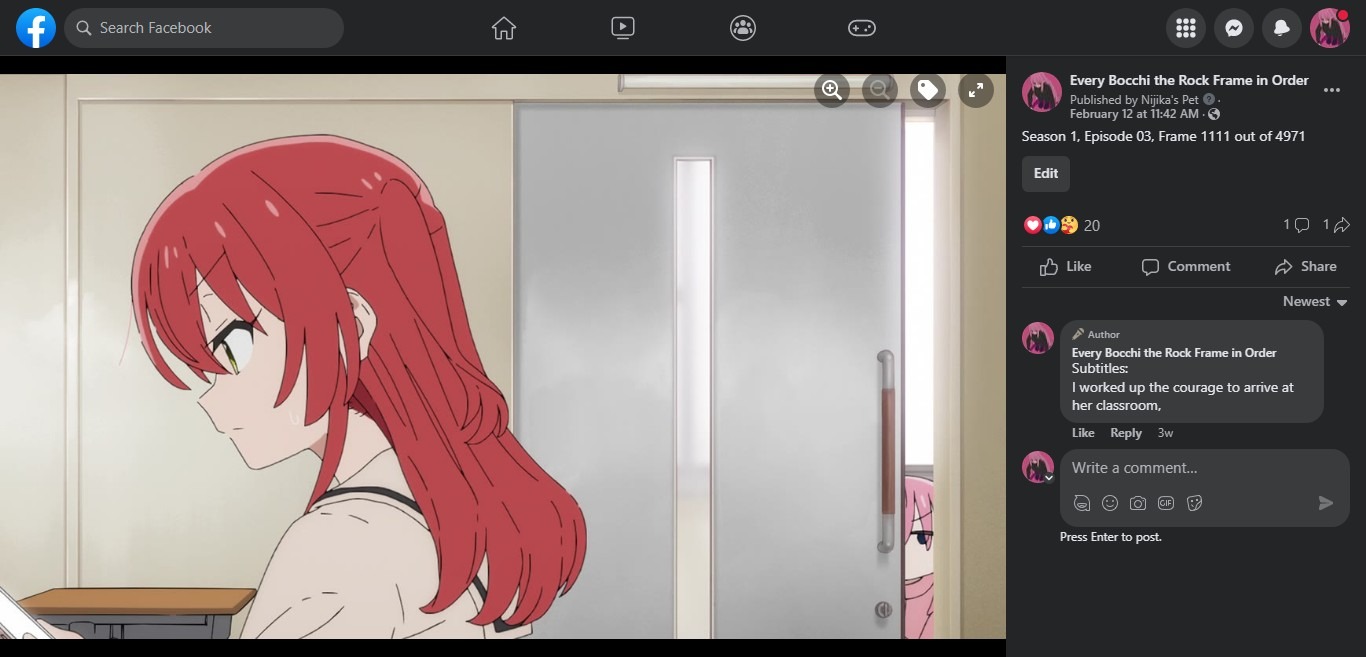 Search Facebook
Every Bocchi the Rock Frame in Order
Published by Nijika's Pet ?·
February 12 at 11:42 AM ·
Season 1, Episode 03, Frame 1111 out of 4971
Edit
20
1
1
Like
Comment
Share
Newest
Author
Every Bocchi the Rock Frame in Order
Subtitles:
I worked up the courage to arrive at
her classroom,
Like Reply 3w
Write a comment...
GIF
Press Enter to post.